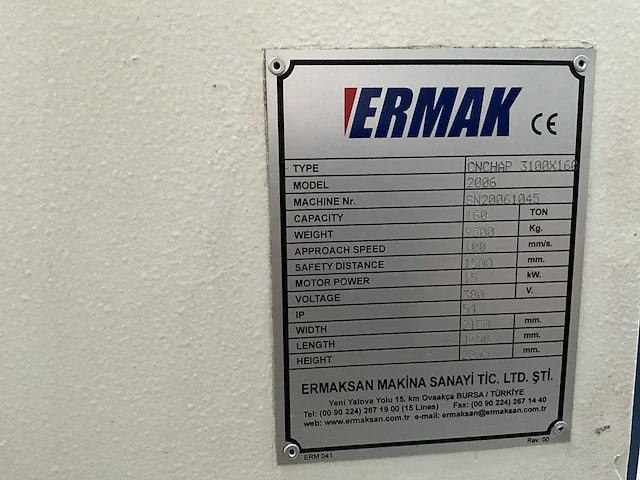 ERMAK CE
TYPE CNCHAP 3100X160
MODEL 2006
MACHINE Nr. SN20061045
CAPACITY 160 TON
WEIGHT 9500 Kg.
APPROACH SPEED 100 mm/s.
SAFETY DISTANCE 1500 mm.
MOTOR POWER 15 kW.
VOLTAGE 380 V.
IP 54
WIDTH 2150 mm.
LENGTH mm.
HEIGHT mm.
ERMAKSAN MAKİNA SANAYİ TİC. LTD. ŞTİ.
Yeni Yalova Yolu 15. km Ovaakça BURSA / TÜRKİYE
Tel: (00 90 224) 267 19 00 (15 Lines) Fax: (00 90 224) 267 14 40
web: www.ermaksan.com.tr e-mail: ermaksan@ermaksan.com.tr
ERM 041 Rev: 00